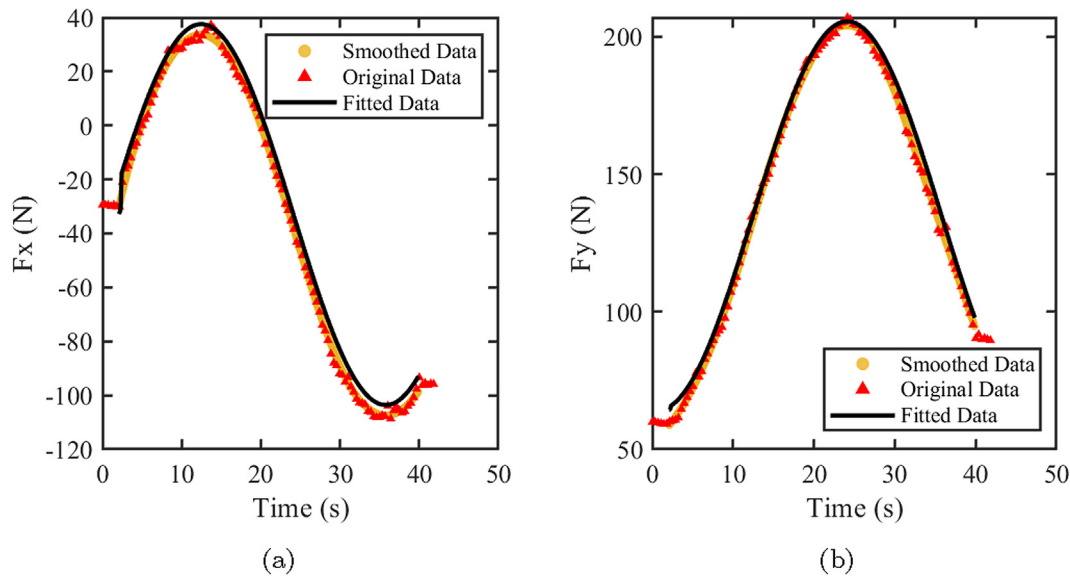 40
20
0
-20
-40
-60
-80
-100
-120
Fx (N)
0 10 20 30 40 50
Time (s)
Smoothed Data
Original Data
Fitted Data
(a)
200
150
100
50
Fy (N)
0 10 20 30 40 50
Time (s)
Smoothed Data
Original Data
Fitted Data
(b)